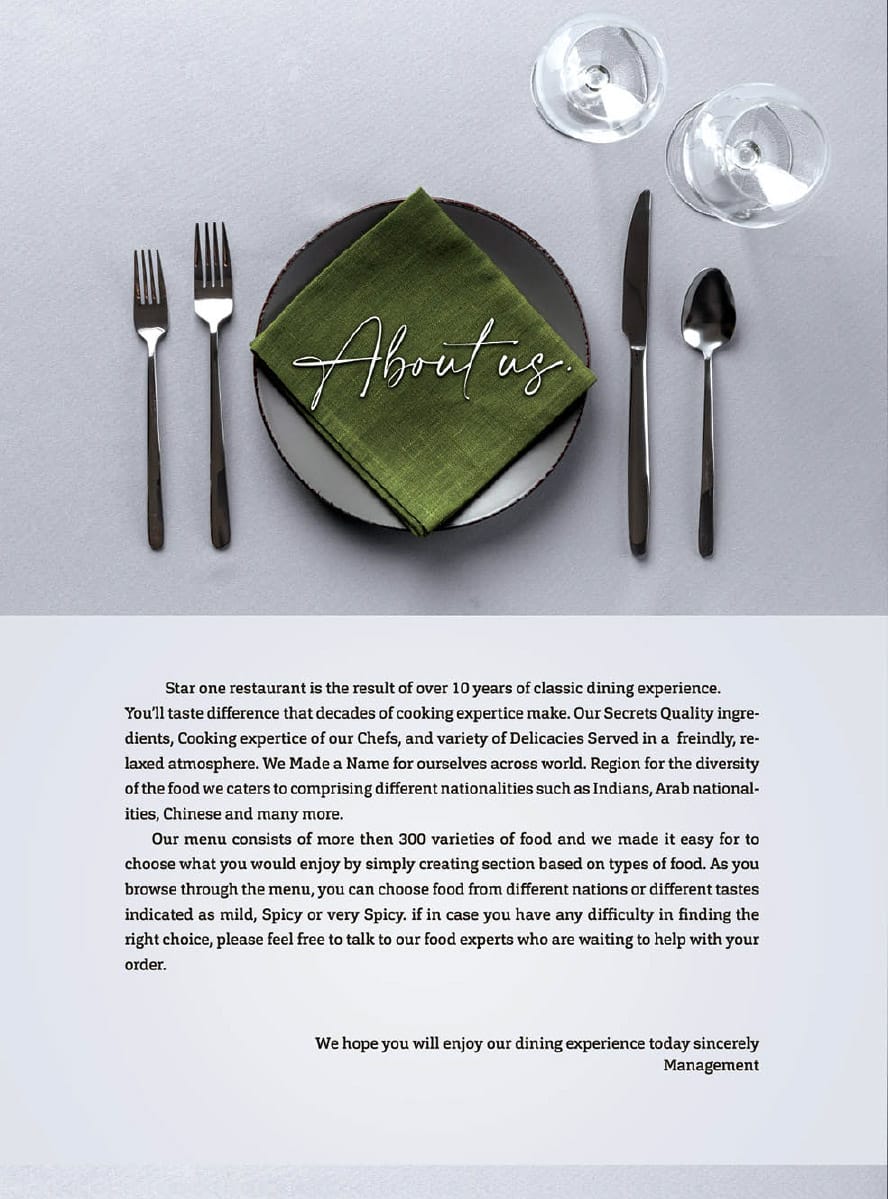 About us.
Star one restaurant is the result of over 10 years of classic dining experience.
You'll taste difference that decades of cooking expertice make. Our Secrets Quality ingre-
dients, Cooking expertice of our Chefs, and variety of Delicacies Served in a freindly, re-
laxed atmosphere. We Made a Name for ourselves across world. Region for the diversity
of the food we caters to comprising different nationalities such as Indians, Arab national-
ities, Chinese and many more.
Our menu consists of more then 300 varieties of food and we made it easy for to
choose what you would enjoy by simply creating section based on types of food. As you
browse through the menu, you can choose food from different nations or different tastes
indicated as mild, Spicy or very Spicy. if in case you have any difficulty in finding the
right choice, please feel free to talk to our food experts who are waiting to help with your
order.
We hope you will enjoy our dining experience today sincerely
Management